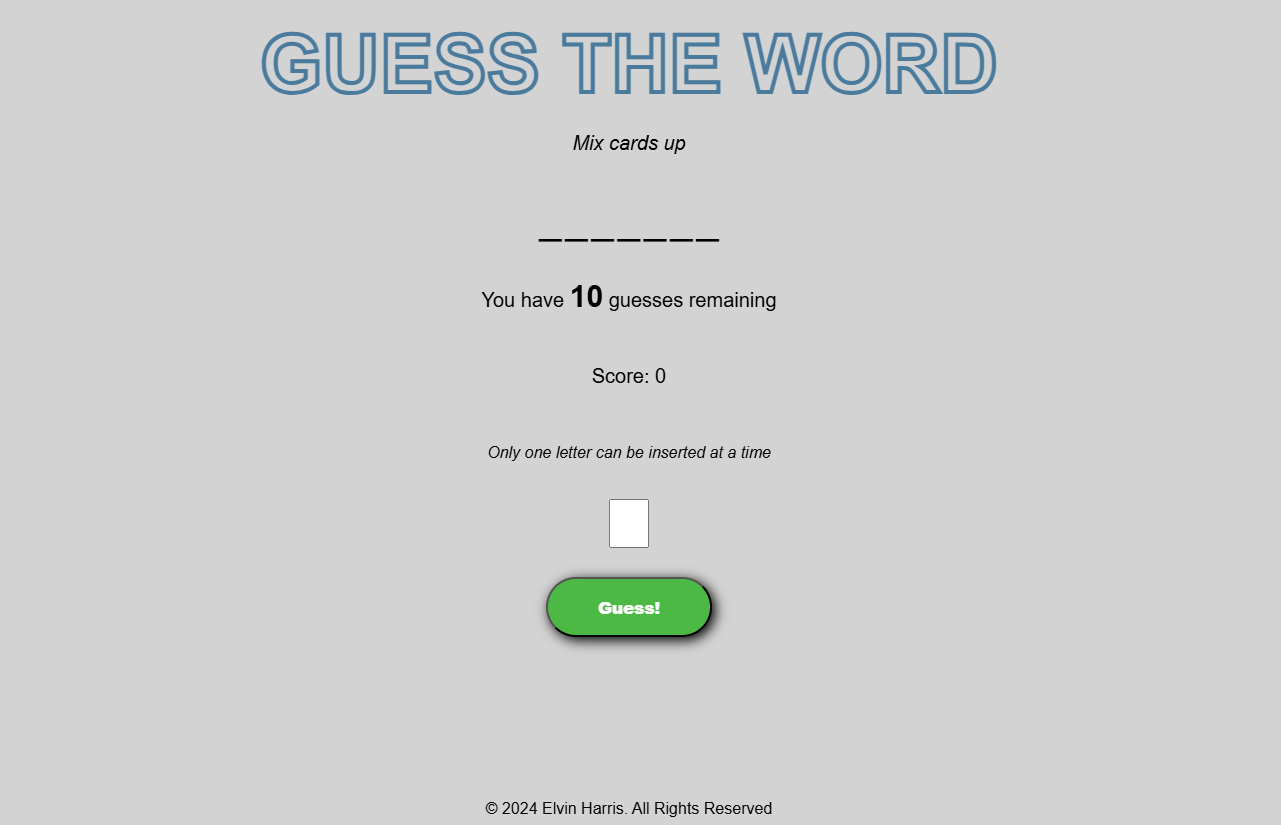 GUESS THE WORD
Mix cards up
_______
You have 10 guesses remaining
Score: 0
Only one letter can be inserted at a time
Guess!
© 2024 Elvin Harris. All Rights Reserved